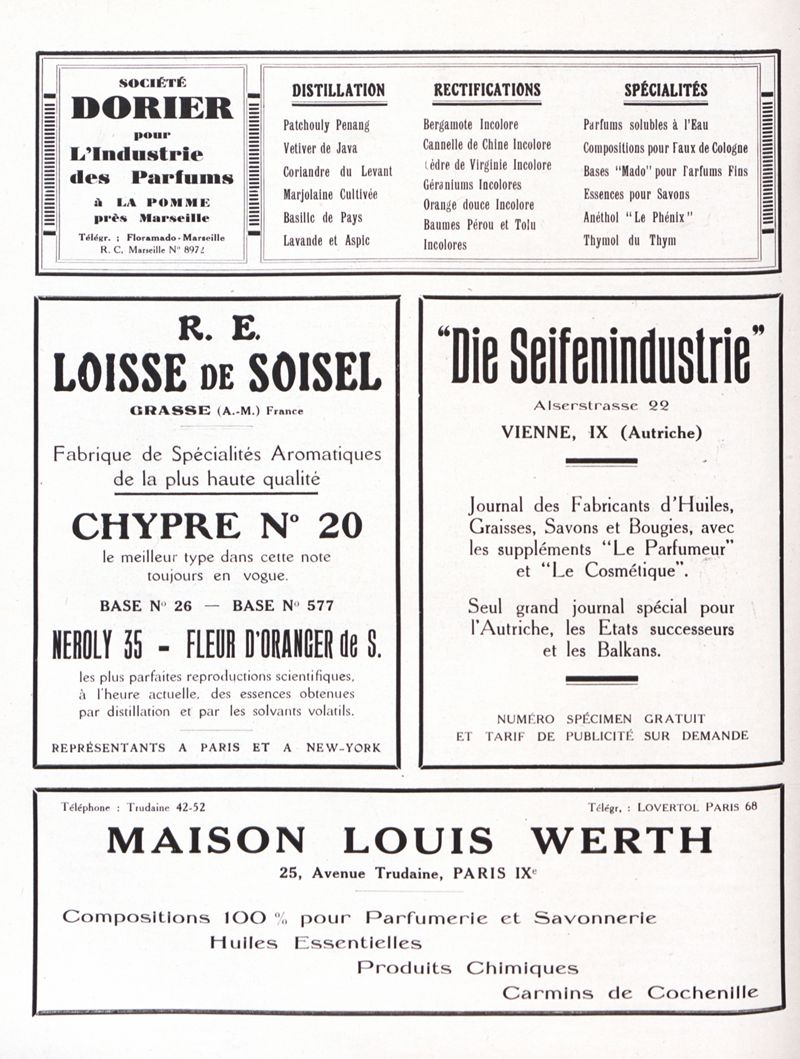 SOCIÉTÉ
DORIER
pour
L'Industrie
des Parfums
à LA POMME
près Marseille
Télégr. : Floramado-Marseille
R. C. Marseille No 8972
DISTILLATION
Patchouly Penang
Vetiver de Java
Coriandre du Levant
Marjolaine Cultivée
Basilic de Pays
Lavande et Aspic
RECTIFICATIONS
Bergamote Incolore
Cannelle de Chine Incolore
Cèdre de Virginie Incolore
Géraniums Incolores
Orange douce Incolore
Baumes Pérou et Tolu
Incolores
SPÉCIALITÉS
Parfums solubles à l'Eau
Compositions pour Eaux de Cologne
Bases "Mado" pour Parfums Fins
Essences pour Savons
Anéthol "Le Phénix"
Thymol du Thym
R. E.
LOISSE DE SOISEL
GRASSE (A.-M.) France
Fabrique de Spécialités Aromatiques
de la plus haute qualité
CHYPRE No 20
le meilleur type dans cette note
toujours en vogue.
BASE No 26 — BASE No 577
NEROLY 35 - FLEUR D'ORANGER de S.
les plus parfaites reproductions scientifiques,
à l'heure actuelle, des essences obtenues
par distillation et par les solvants volatils.
REPRÉSENTANTS A PARIS ET A NEW-YORK
"Die Seifenindustrie"
Alserstrasse 22
VIENNE, IX (Autriche)
Journal des Fabricants d'Huiles,
Graisses, Savons et Bougies, avec
les suppléments "Le Parfumeur"
et "Le Cosmétique".
Seul grand journal spécial pour
l'Autriche, les Etats successeurs
et les Balkans.
NUMÉRO SPÉCIMEN GRATUIT
ET TARIF DE PUBLICITÉ SUR DEMANDE
Téléphone : Trudaine 42-52
Télégr. : LOVERTOL PARIS 68
MAISON LOUIS WERTH
25, Avenue Trudaine, PARIS IXe
Compositions 100 % pour Parfumerie et Savonnerie
Huiles Essentielles
Produits Chimiques
Carmins de Cochenille